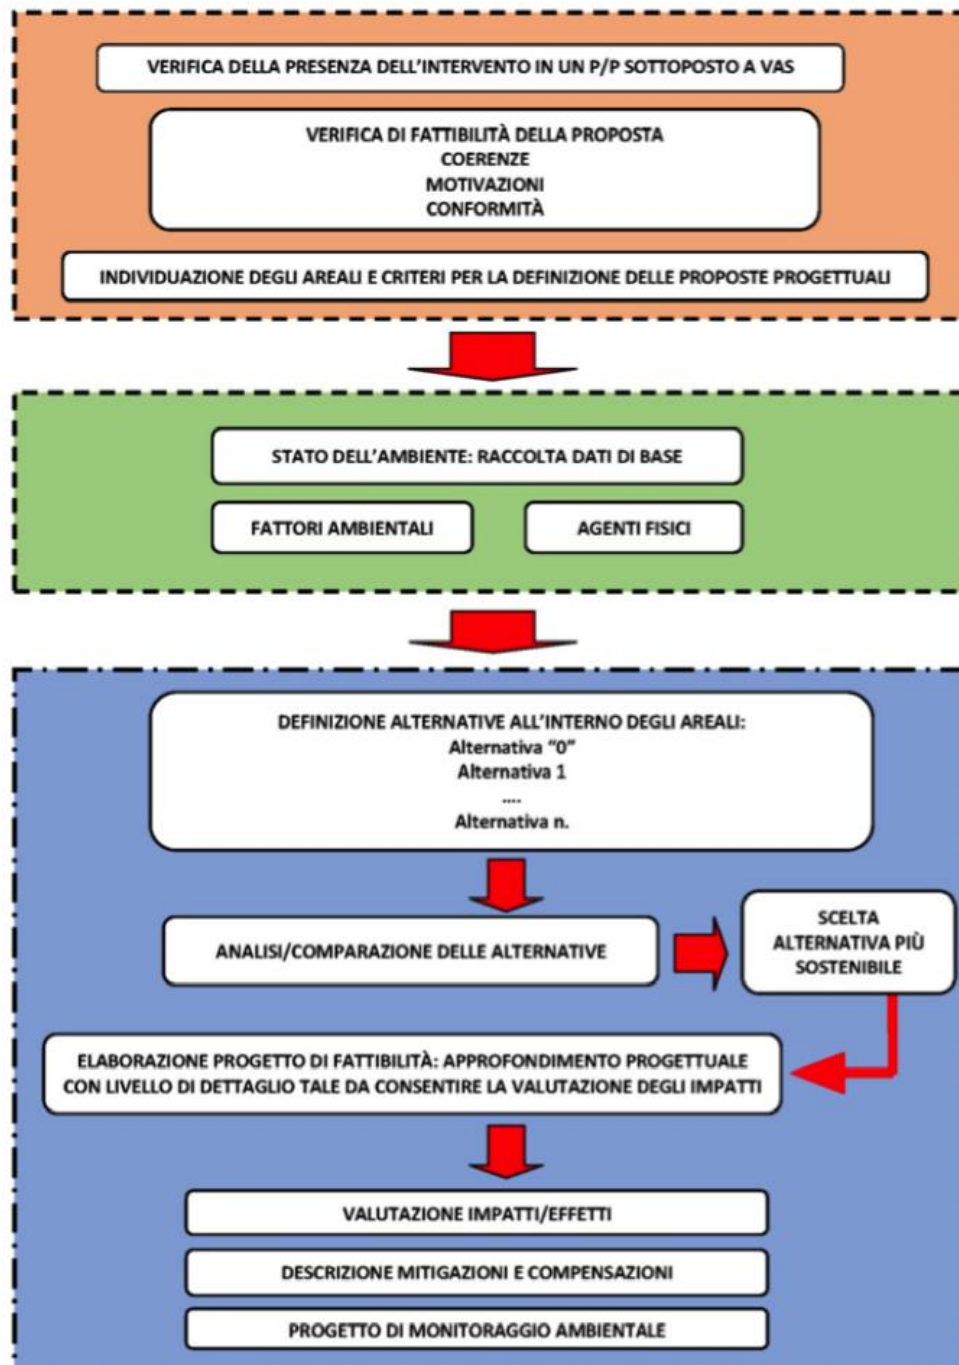 VERIFICA DELLA PRESENZA DELL'INTERVENTO IN UN P/P SOTTOPOSTO A VAS
VERIFICA DI FATTIBILITÀ DELLA PROPOSTA
COERENZE
MOTIVAZIONI
CONFORMITÀ
INDIVIDUAZIONE DEGLI AREALI E CRITERI PER LA DEFINIZIONE DELLE PROPOSTE PROGETTUALI
STATO DELL'AMBIENTE: RACCOLTA DATI DI BASE
FATTORI AMBIENTALI
AGENTI FISICI
DEFINIZIONE ALTERNATIVE ALL'INTERNO DEGLI AREALI:
Alternativa "0"
Alternativa 1
....
Alternativa n.
ANALISI/COMPARAZIONE DELLE ALTERNATIVE
SCELTA
ALTERNATIVA PIÙ
SOSTENIBILE
ELABORAZIONE PROGETTO DI FATTIBILITÀ: APPROFONDIMENTO PROGETTUALE
CON LIVELLO DI DETTAGLIO TALE DA CONSENTIRE LA VALUTAZIONE DEGLI IMPATTI
VALUTAZIONE IMPATTI/EFFETTI
DESCRIZIONE MITIGAZIONI E COMPENSAZIONI
PROGETTO DI MONITORAGGIO AMBIENTALE